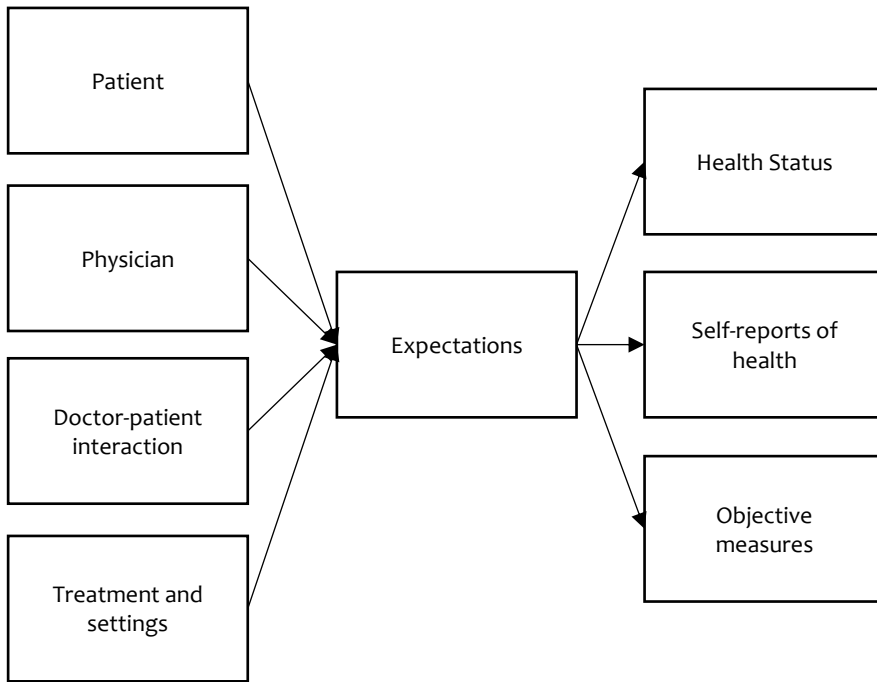 Patient
Physician
Doctor-patient
interaction
Treatment and
settings
Expectations
Health Status
Self-reports of
health
Objective
measures